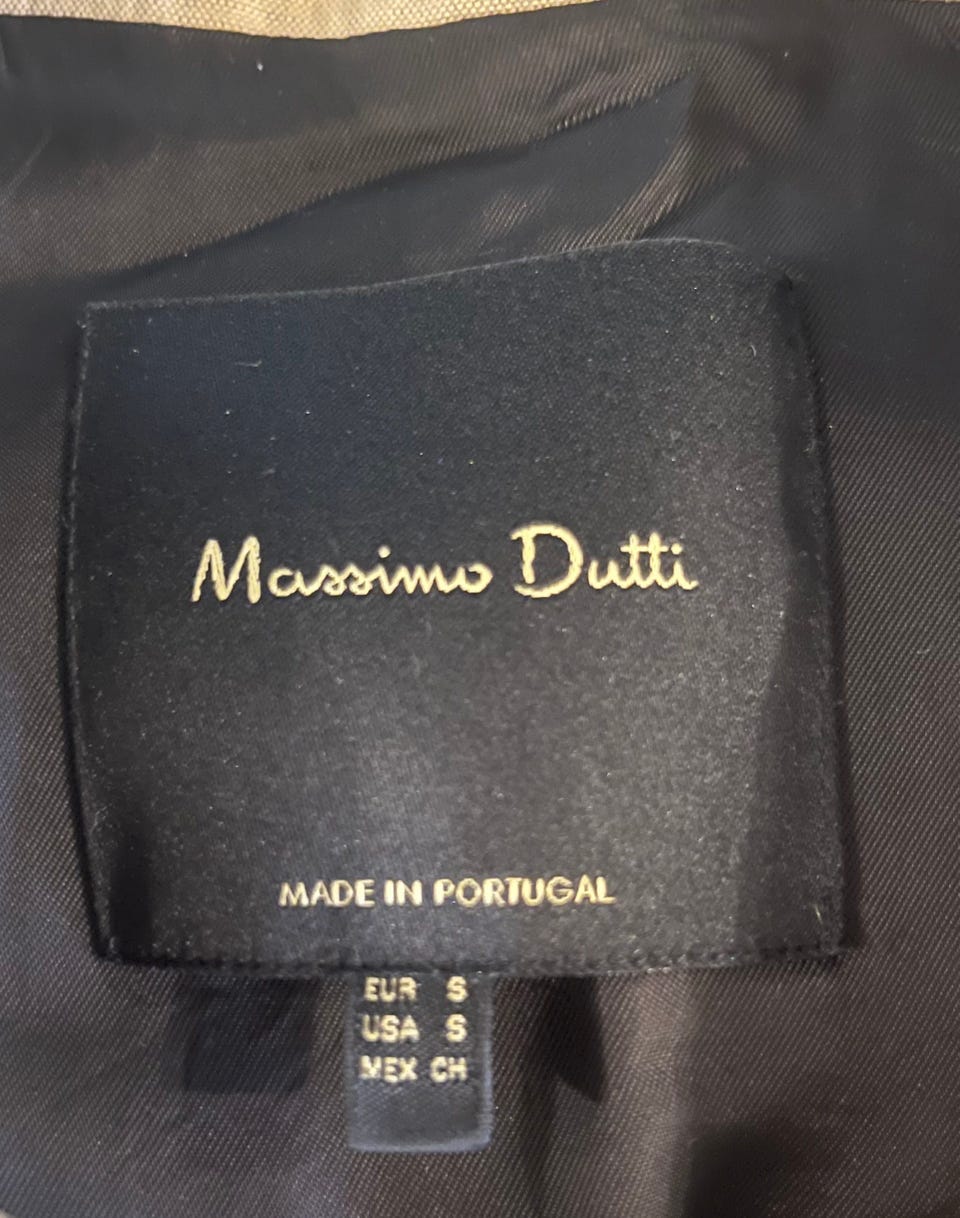 Massimo Dutti
MADE IN PORTUGAL
EUR S
USA S
MEX CH